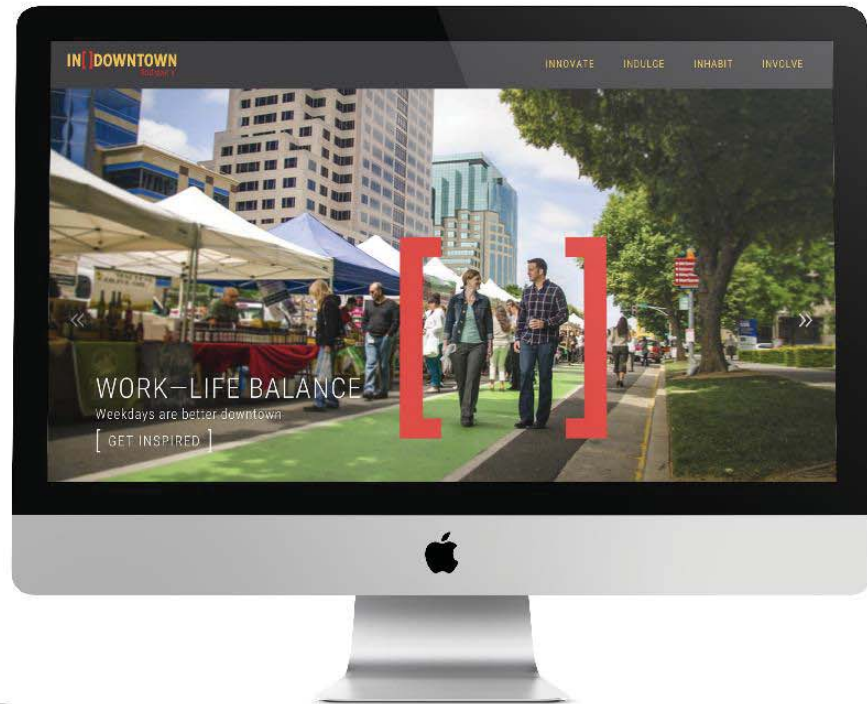 IN[ ]DOWNTOWN
INNOVATE INDULGE INHABIT INVOLVE
WORK—LIFE BALANCE
Weekdays are better downtown
[ GET INSPIRED ]